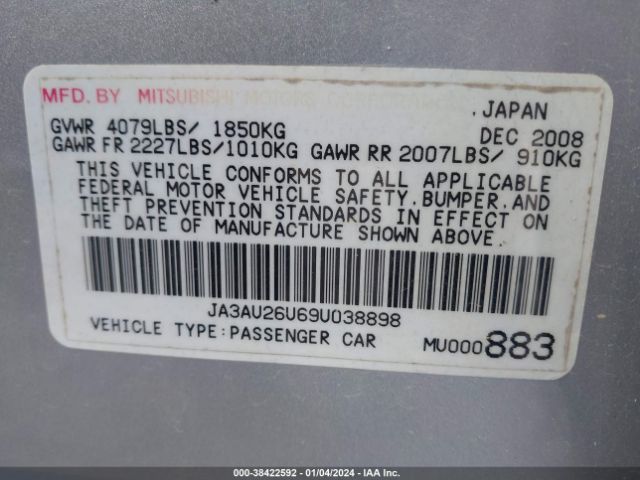 MFD. BY MITSUBISHI MOTORS CORPORATION
, JAPAN
GVWR 4079LBS/ 1850KG DEC 2008
GAWR FR 2227LBS/1010KG GAWR RR 2007LBS/ 910KG
THIS VEHICLE CONFORMS TO ALL APPLICABLE
FEDERAL MOTOR VEHICLE SAFETY,BUMPER,AND
THEFT PREVENTION STANDARDS IN EFFECT ON
THE DATE OF MANUFACTURE SHOWN ABOVE.
JA3AU26U69U038898
VEHICLE TYPE:PASSENGER CAR MU000883
000-38422592 - 01/04/2024 - IAA Inc.